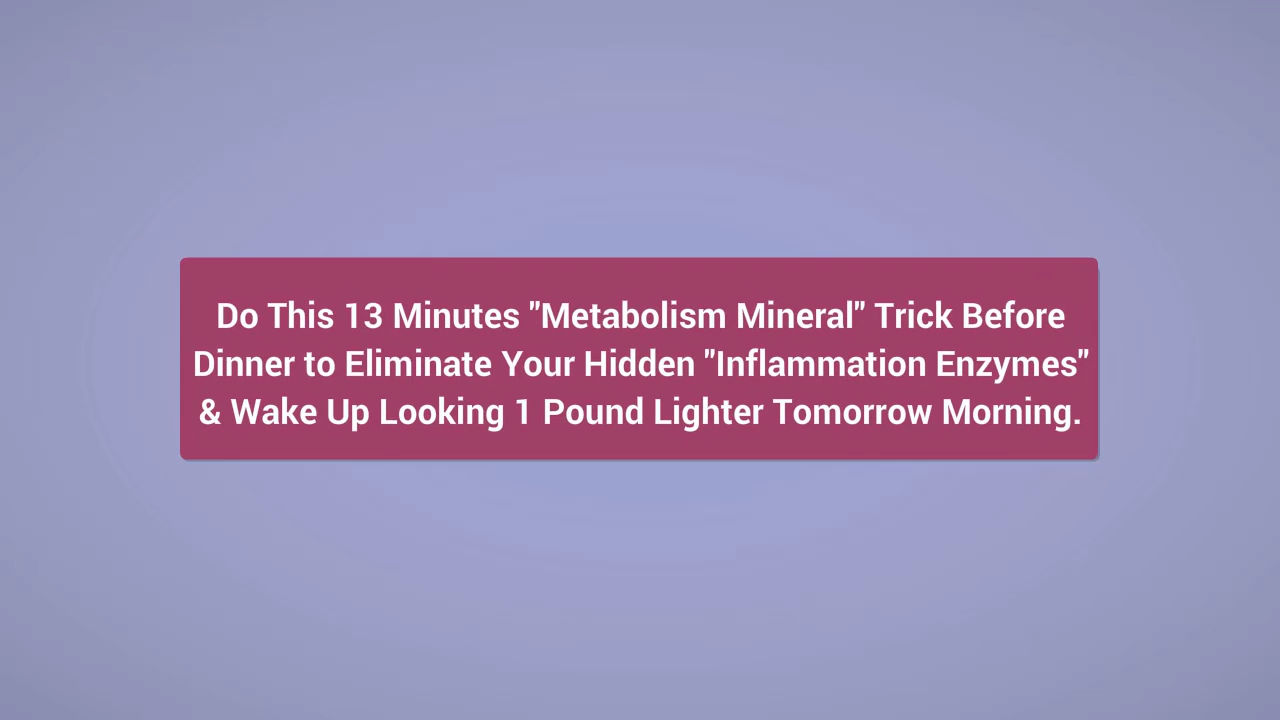 Do This 13 Minutes "Metabolism Mineral" Trick Before
Dinner to Eliminate Your Hidden "Inflammation Enzymes"
& Wake Up Looking 1 Pound Lighter Tomorrow Morning.